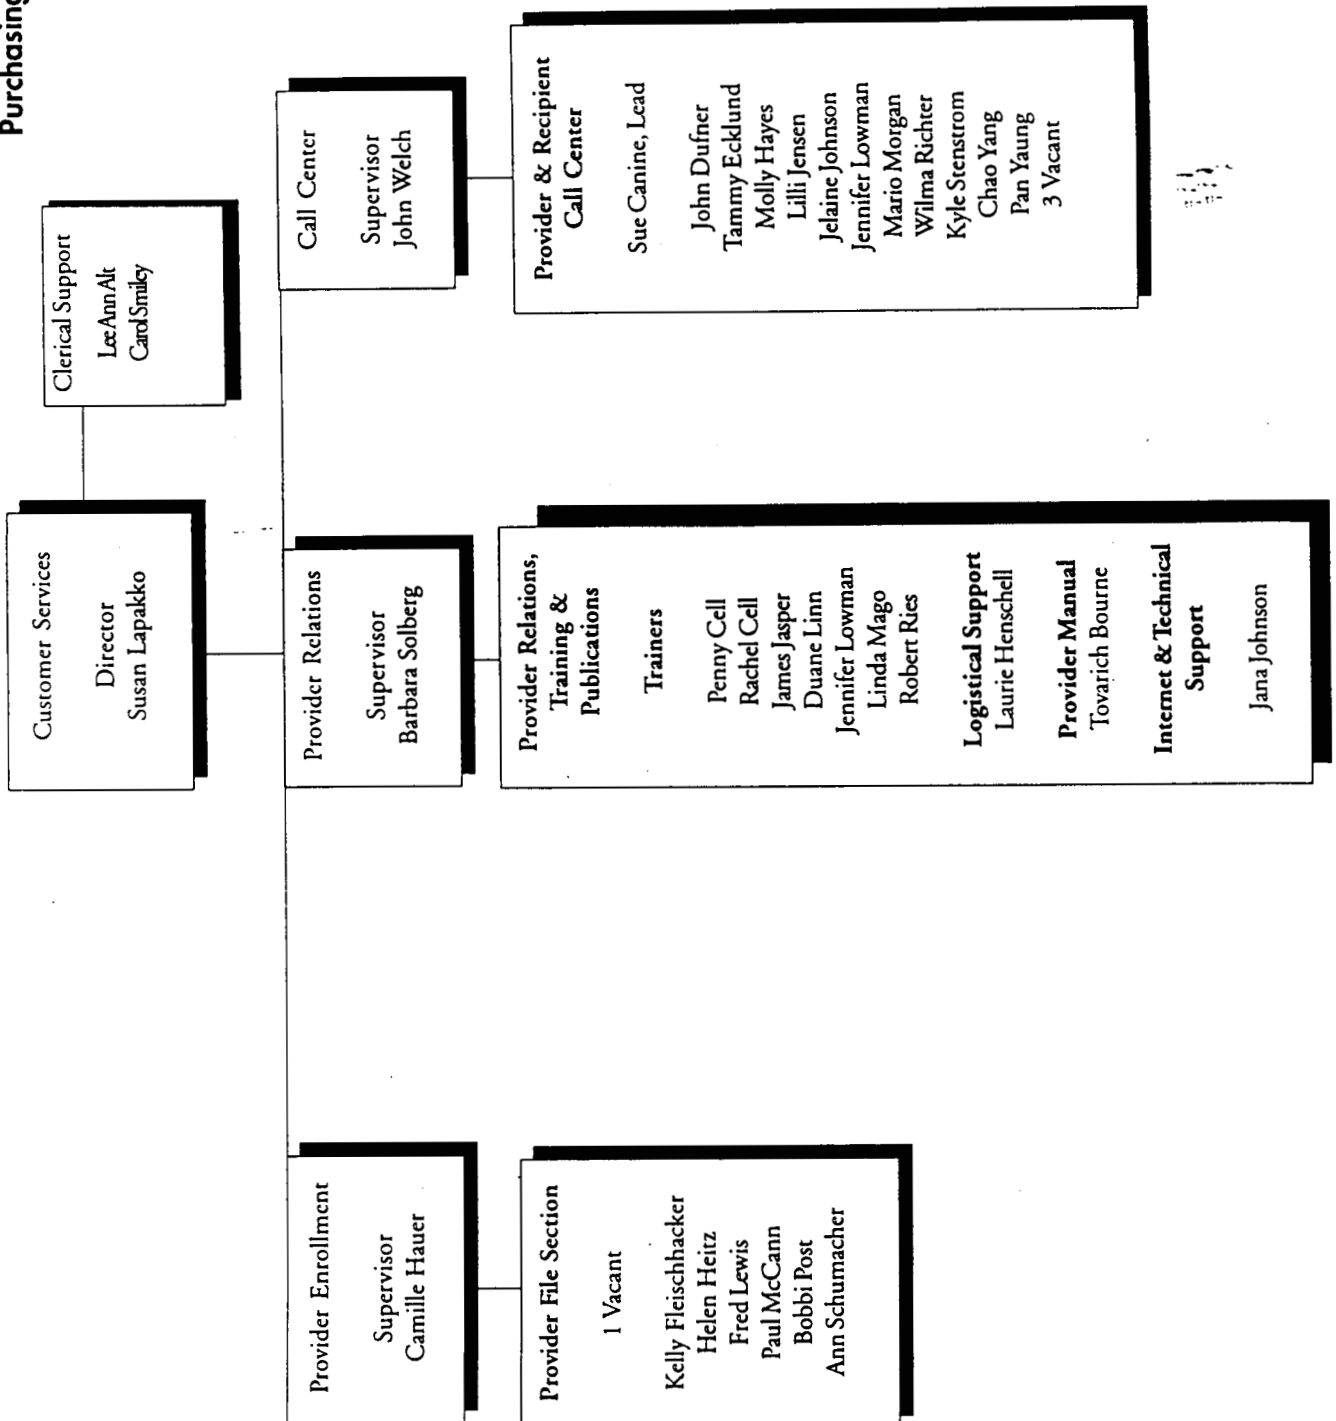 Purchasing
Customer Services
Director
Susan Lapakko
Clerical Support
Lee Ann Alt
Carol Smiley
Provider Enrollment
Supervisor
Camille Hauer
Provider Relations
Supervisor
Barbara Solberg
Call Center
Supervisor
John Welch
Provider File Section
1 Vacant
Kelly Fleischhacker
Helen Heitz
Fred Lewis
Paul McCann
Bobbi Post
Ann Schumacher
Provider Relations,
Training &
Publications
Trainers
Penny Cell
Rachel Cell
James Jasper
Duane Linn
Jennifer Lowman
Linda Mago
Robert Ries
Logistical Support
Laurie Henschell
Provider Manual
Tovarich Bourne
Internet & Technical
Support
Jana Johnson
Provider & Recipient
Call Center
Sue Canine, Lead
John Dufner
Tammy Ecklund
Molly Hayes
Lilli Jensen
Jelaine Johnson
Jennifer Lowman
Mario Morgan
Wilma Richter
Kyle Stenstrom
Chao Yang
Pan Yaung
3 Vacant